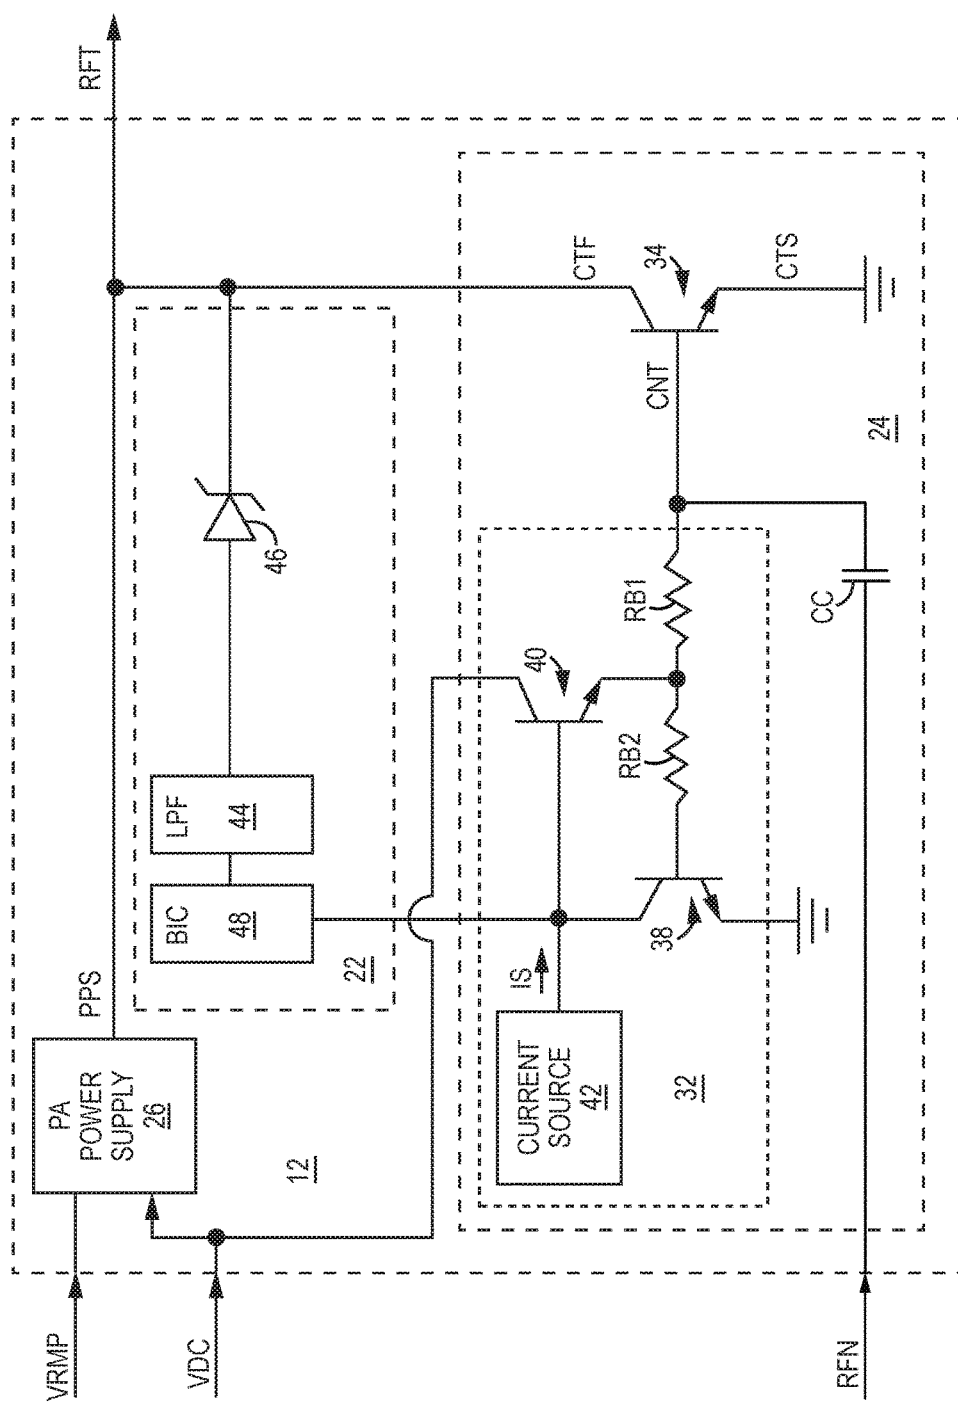 VRMP
VDC
RFN
PA
POWER
SUPPLY
26
12
PPS
BIC
48
22
LPF
44
46
CURRENT
SOURCE
42
32
IS
38
RB2
40
RB1
CC
CNT
24
CTF
34
CTS
RFT